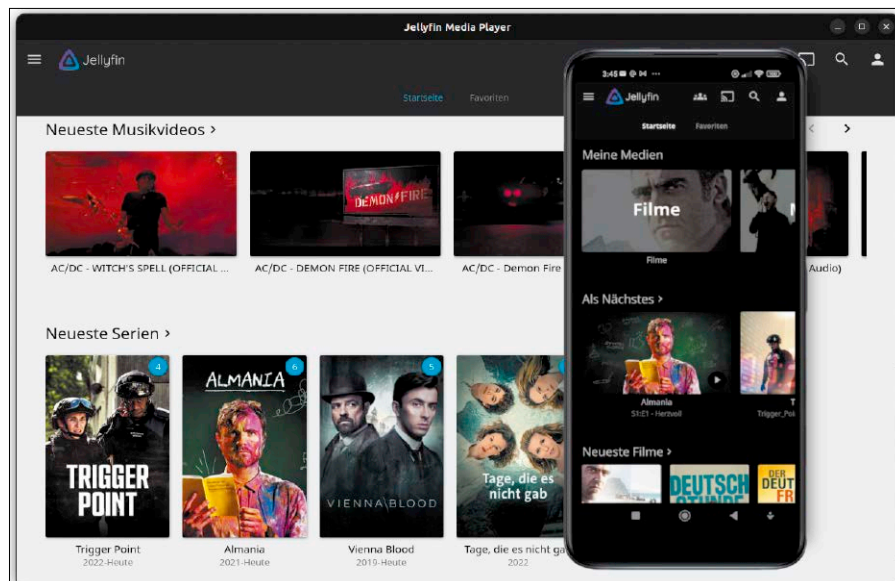 Jellyfin Media Player
Jellyfin
Startseite Favoriten
Neueste Musikvideos >
DEMON FIRE
AC/DC - WITCH'S SPELL (OFFICIAL ...
AC/DC - DEMON FIRE (OFFICIAL VI...
AC/DC - Demon Fire
Audio)
Neueste Serien >
4
TRIGGER
POINT
Trigger Point
2022-Heute
6
ALMANIA
Almania
2021-Heute
5
VIENNA BLOOD
Vienna Blood
2019-Heute
Tage, die es
nicht gab
Tage, die es nicht ga
2022
3:45
Jellyfin
Startseite Favoriten
Meine Medien
Filme
Filme
Als Nächstes >
Almania
S1:E1 - Hertvoll
Trigger_Poi
Neueste Filme >
DEUTSCH
STUNDE
DER
DEUT
FR